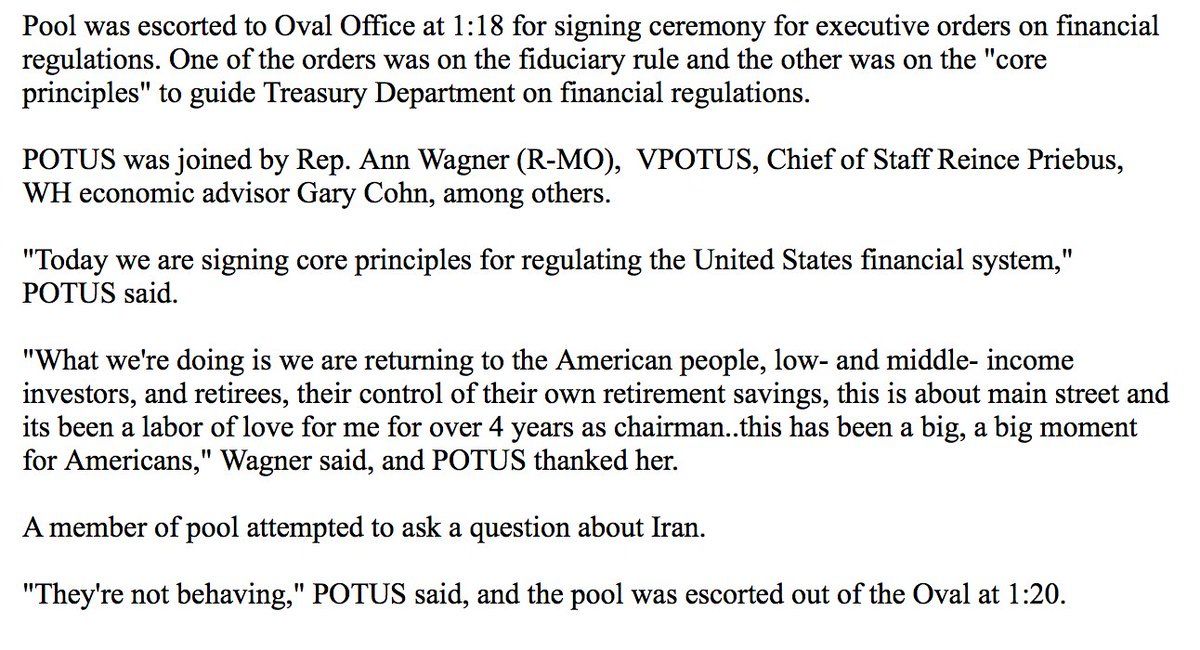 Pool was escorted to Oval Office at 1:18 for signing ceremony for executive orders on financial
regulations. One of the orders was on the fiduciary rule and the other was on the "core
principles" to guide Treasury Department on financial regulations.
POTUS was joined by Rep. Ann Wagner (R-MO),  VPOTUS, Chief of Staff Reince Priebus,
WH economic advisor Gary Cohn, among others.
"Today we are signing core principles for regulating the United States financial system,"
POTUS said.
"What we're doing is we are returning to the American people, low- and middle- income
investors, and retirees, their control of their own retirement savings, this is about main street and
its been a labor of love for me for over 4 years as chairman..this has been a big, a big moment
for Americans," Wagner said, and POTUS thanked her.
A member of pool attempted to ask a question about Iran.
"They're not behaving," POTUS said, and the pool was escorted out of the Oval at 1:20.